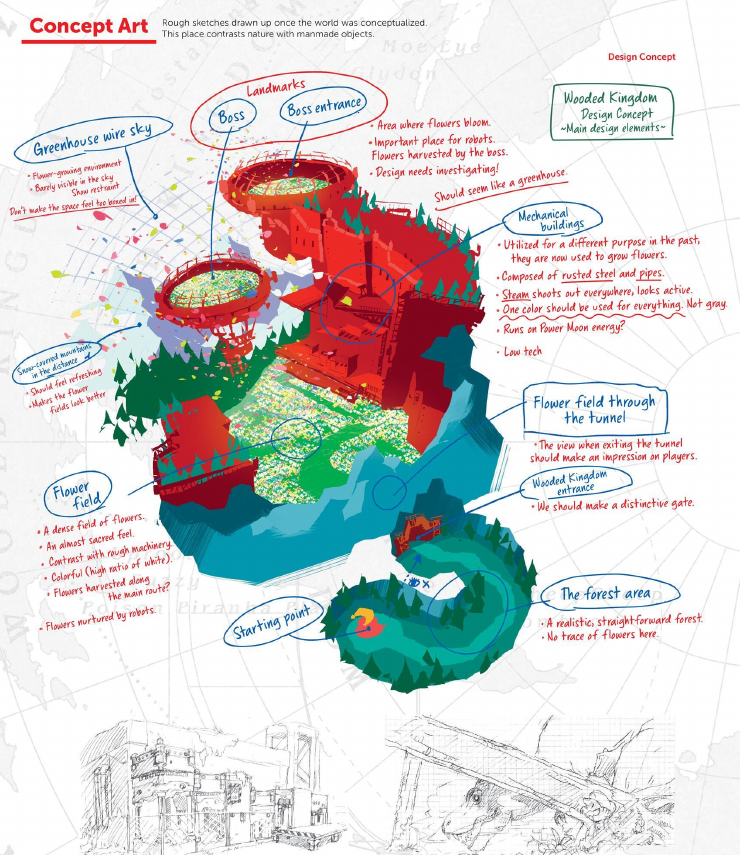 Concept Art
Rough sketches drawn up once the world was conceptualized.
This place contrasts nature with manmade objects.
Moe Eye
Design Concept
Wooded Kingdom
Design Concept
~Main design elements~
Landmarks
Boss
Boss entrance
• Area where flowers bloom.
• Important place for robots.
Flowers harvested by the boss.
• Design needs investigating!
Should seem like a greenhouse.
Greenhouse wire sky
• Flower-growing environment
• Barely visible in the sky
Show restraint
Don't make the space feel too boxed in!
Mechanical
buildings
• Utilized for a different purpose in the past,
they are now used to grow flowers.
• Composed of rusted steel and pipes.
• Steam shoots out everywhere, looks active.
• One color should be used for everything. Not gray.
• Runs on Power Moon energy?
• Low tech
Snow-covered mountains
in the distance
• Should feel refreshing
• Makes the flower
fields look better
Flower field through
the tunnel
• The view when exiting the tunnel
should make an impression on players.
Wooded Kingdom
entrance
• We should make a distinctive gate.
Flower
field
• A dense field of flowers.
• An almost sacred feel.
• Contrast with rough machinery.
• Colorful (high ratio of white).
• Flowers harvested along
the main route?
• Flowers nurtured by robots.
Starting point
The forest area
• A realistic, straight-forward forest.
• No trace of flowers here.